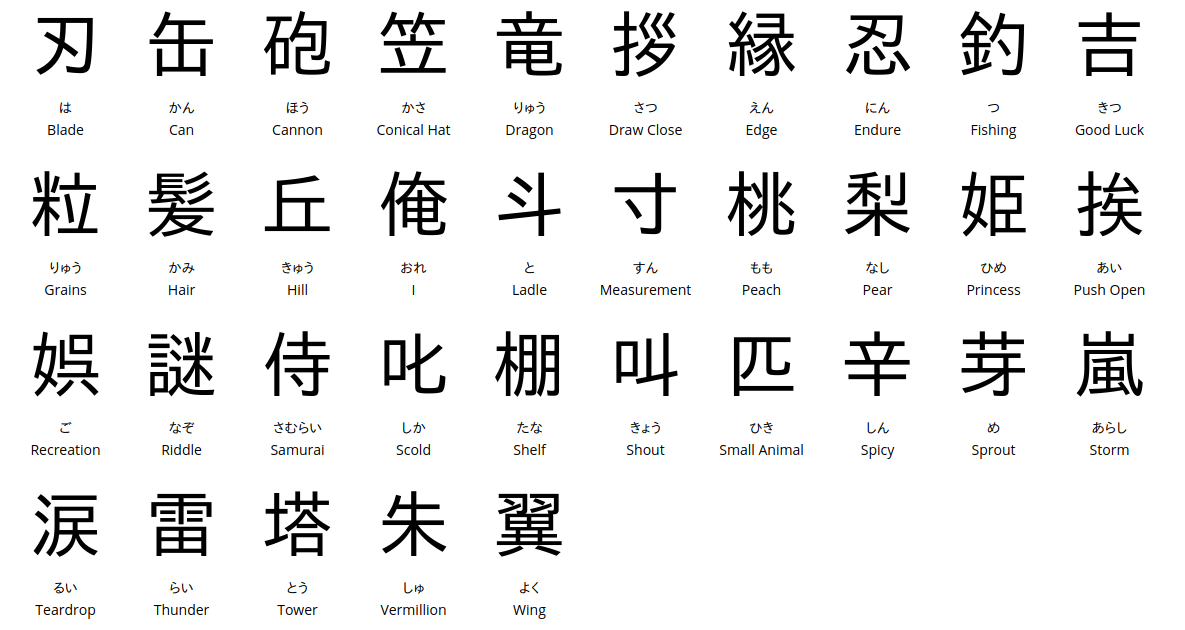 刃 缶 砲 笠 竜 拶 縁 忍 釣 吉
は かん ほう かさ りゅう さつ えん にん つ きつ
Blade Can Cannon Conical Hat Dragon Draw Close Edge Endure Fishing Good Luck
粒 髪 丘 俺 斗 寸 桃 梨 姫 挨
りゅう かみ きゅう おれ と すん もも なし ひめ あい
Grains Hair Hill I Ladle Measurement Peach Pear Princess Push Open
娯 謎 侍 叱 棚 叫 匹 辛 芽 嵐
ご なぞ さむらい しか たな きょう ひき しん め あらし
Recreation Riddle Samurai Scold Shelf Shout Small Animal Spicy Sprout Storm
涙 雷 塔 朱 翼
るい らい とう しゅ よく
Teardrop Thunder Tower Vermillion Wing